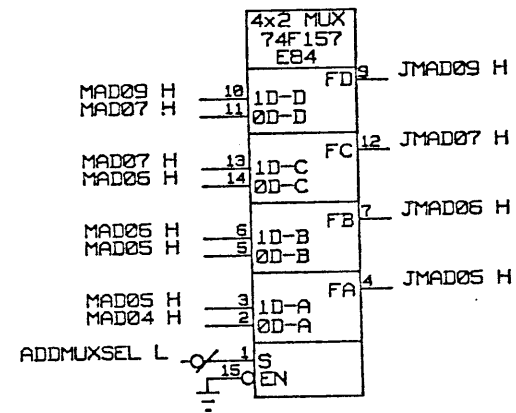 4x2 MUX
74F157
E84
MAD09 H 10 1D-D FD 9 JMAD09 H
MAD07 H 11 0D-D
MAD07 H 13 1D-C FC 12 JMAD07 H
MAD06 H 14 0D-C
MAD06 H 6 1D-B FB 7 JMAD06 H
MAD05 H 5 0D-B
MAD05 H 3 1D-A FA 4 JMAD05 H
MAD04 H 2 0D-A
ADDMUXSEL L 1 S
15 EN